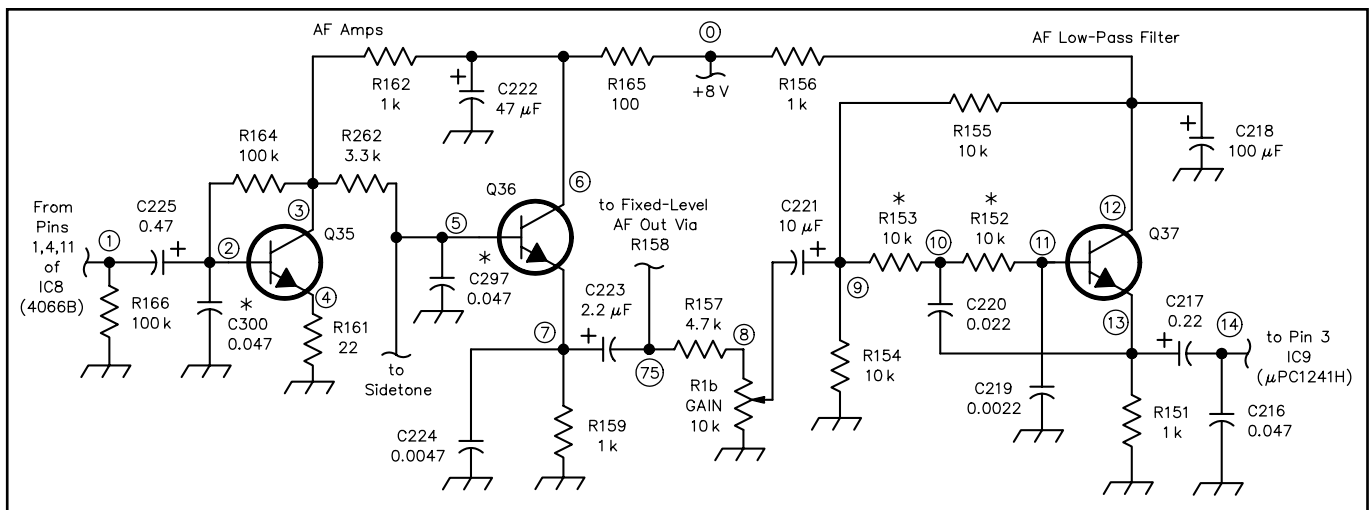 AF Amps
R162
1 k
+
C222
47 μF
R165
100
0
+8 V
R156
1 k
AF Low-Pass Filter
R155
10 k
+
C218
100 μF
R164
100 k
R262
3.3 k
From
Pins
1,4,11
of
IC8
(4066B)
1
C225
0.47
+
2
3
Q35
4
R166
100 k
*
C300
0.047
R161
22
to
Sidetone
5
Q36
6
*
C297
0.047
7
to Fixed-Level
AF Out Via
R158
C223
2.2 μF
+
75
R157
4.7 k
8
R1b
GAIN
10 k
C224
0.0047
R159
1 k
C221
10 μF
+
9
*
R153
10 k
10
*
R152
10 k
11
12
Q37
13
C220
0.022
R154
10 k
C219
0.0022
C217
0.22
+
14
to Pin 3
IC9
(μPC1241H)
R151
1 k
C216
0.047